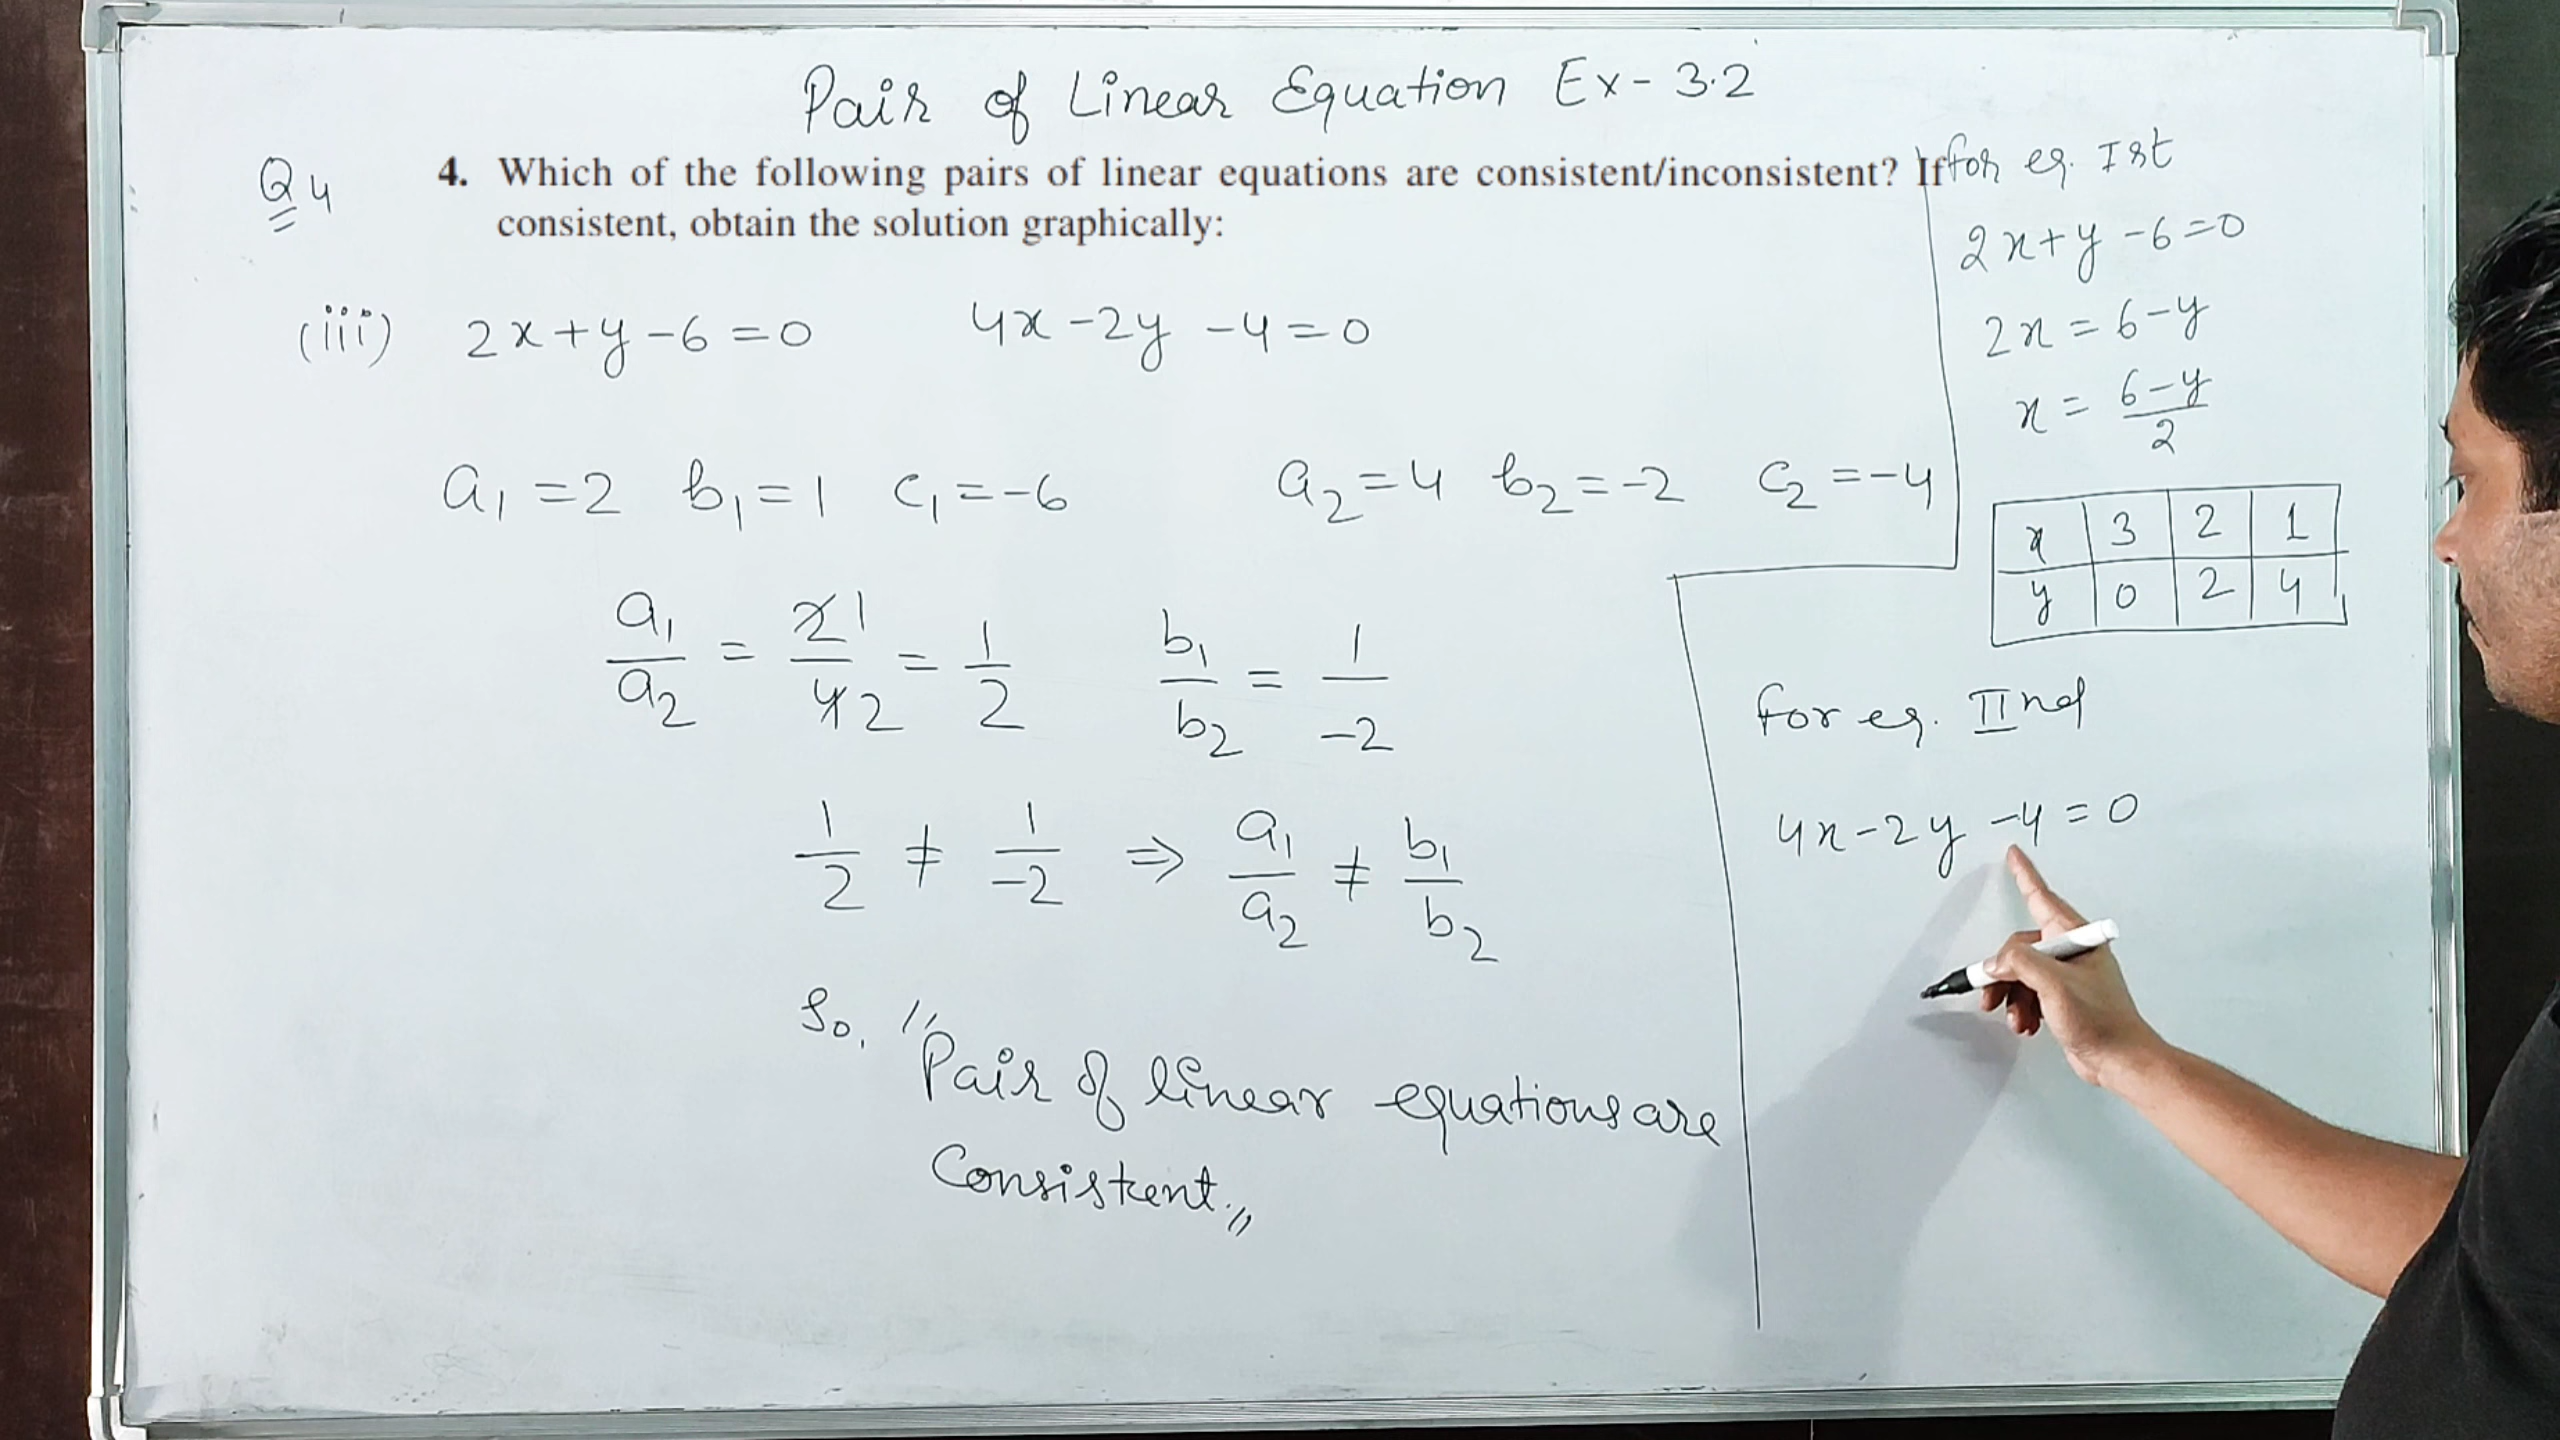 Pair of Linear Equation Ex-3.2
Q4
4. Which of the following pairs of linear equations are consistent/inconsistent? If
consistent, obtain the solution graphically:
(iii) 2x+y-6=0 4x-2y-4=0
a₁=2 b₁=1 c₁=-6 a₂=4 b₂=-2 c₂=-4
a₁/a₂ = 2̸1/4̸2 = 1/2 b₁/b₂ = 1/-2
1/2 ≠ 1/-2 ⇒ a₁/a₂ ≠ b₁/b₂
So, "Pair of linear equations are
Consistent."
for eq. Ist
2x+y-6=0
2x=6-y
x=6-y/2
x 3 2 1
y 0 2 4
for eq. IInd
4x-2y-4=0